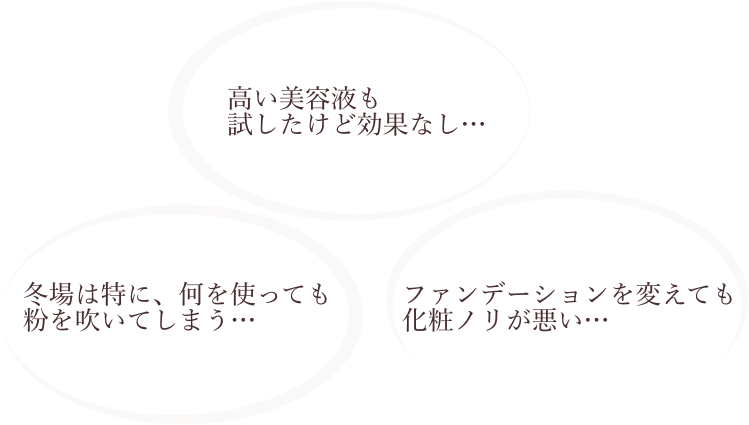 高い美容液も
試したけど効果なし…
冬場は特に、何を使っても
粉を吹いてしまう…
ファンデーションを変えても
化粧ノリが悪い…